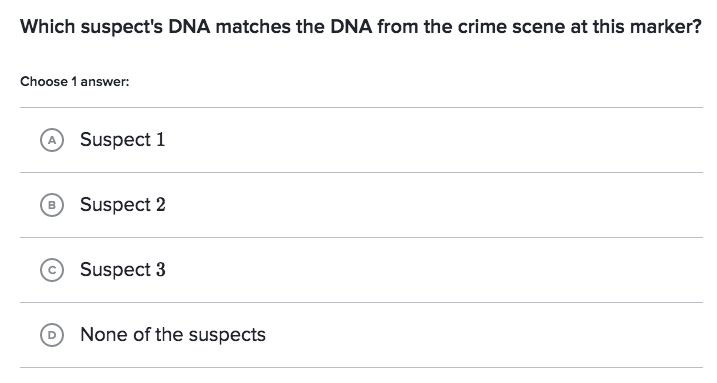 Which suspect's DNA matches the DNA from the crime scene at this marker?
Choose 1 answer:
A Suspect 1
B Suspect 2
C Suspect 3
D None of the suspects